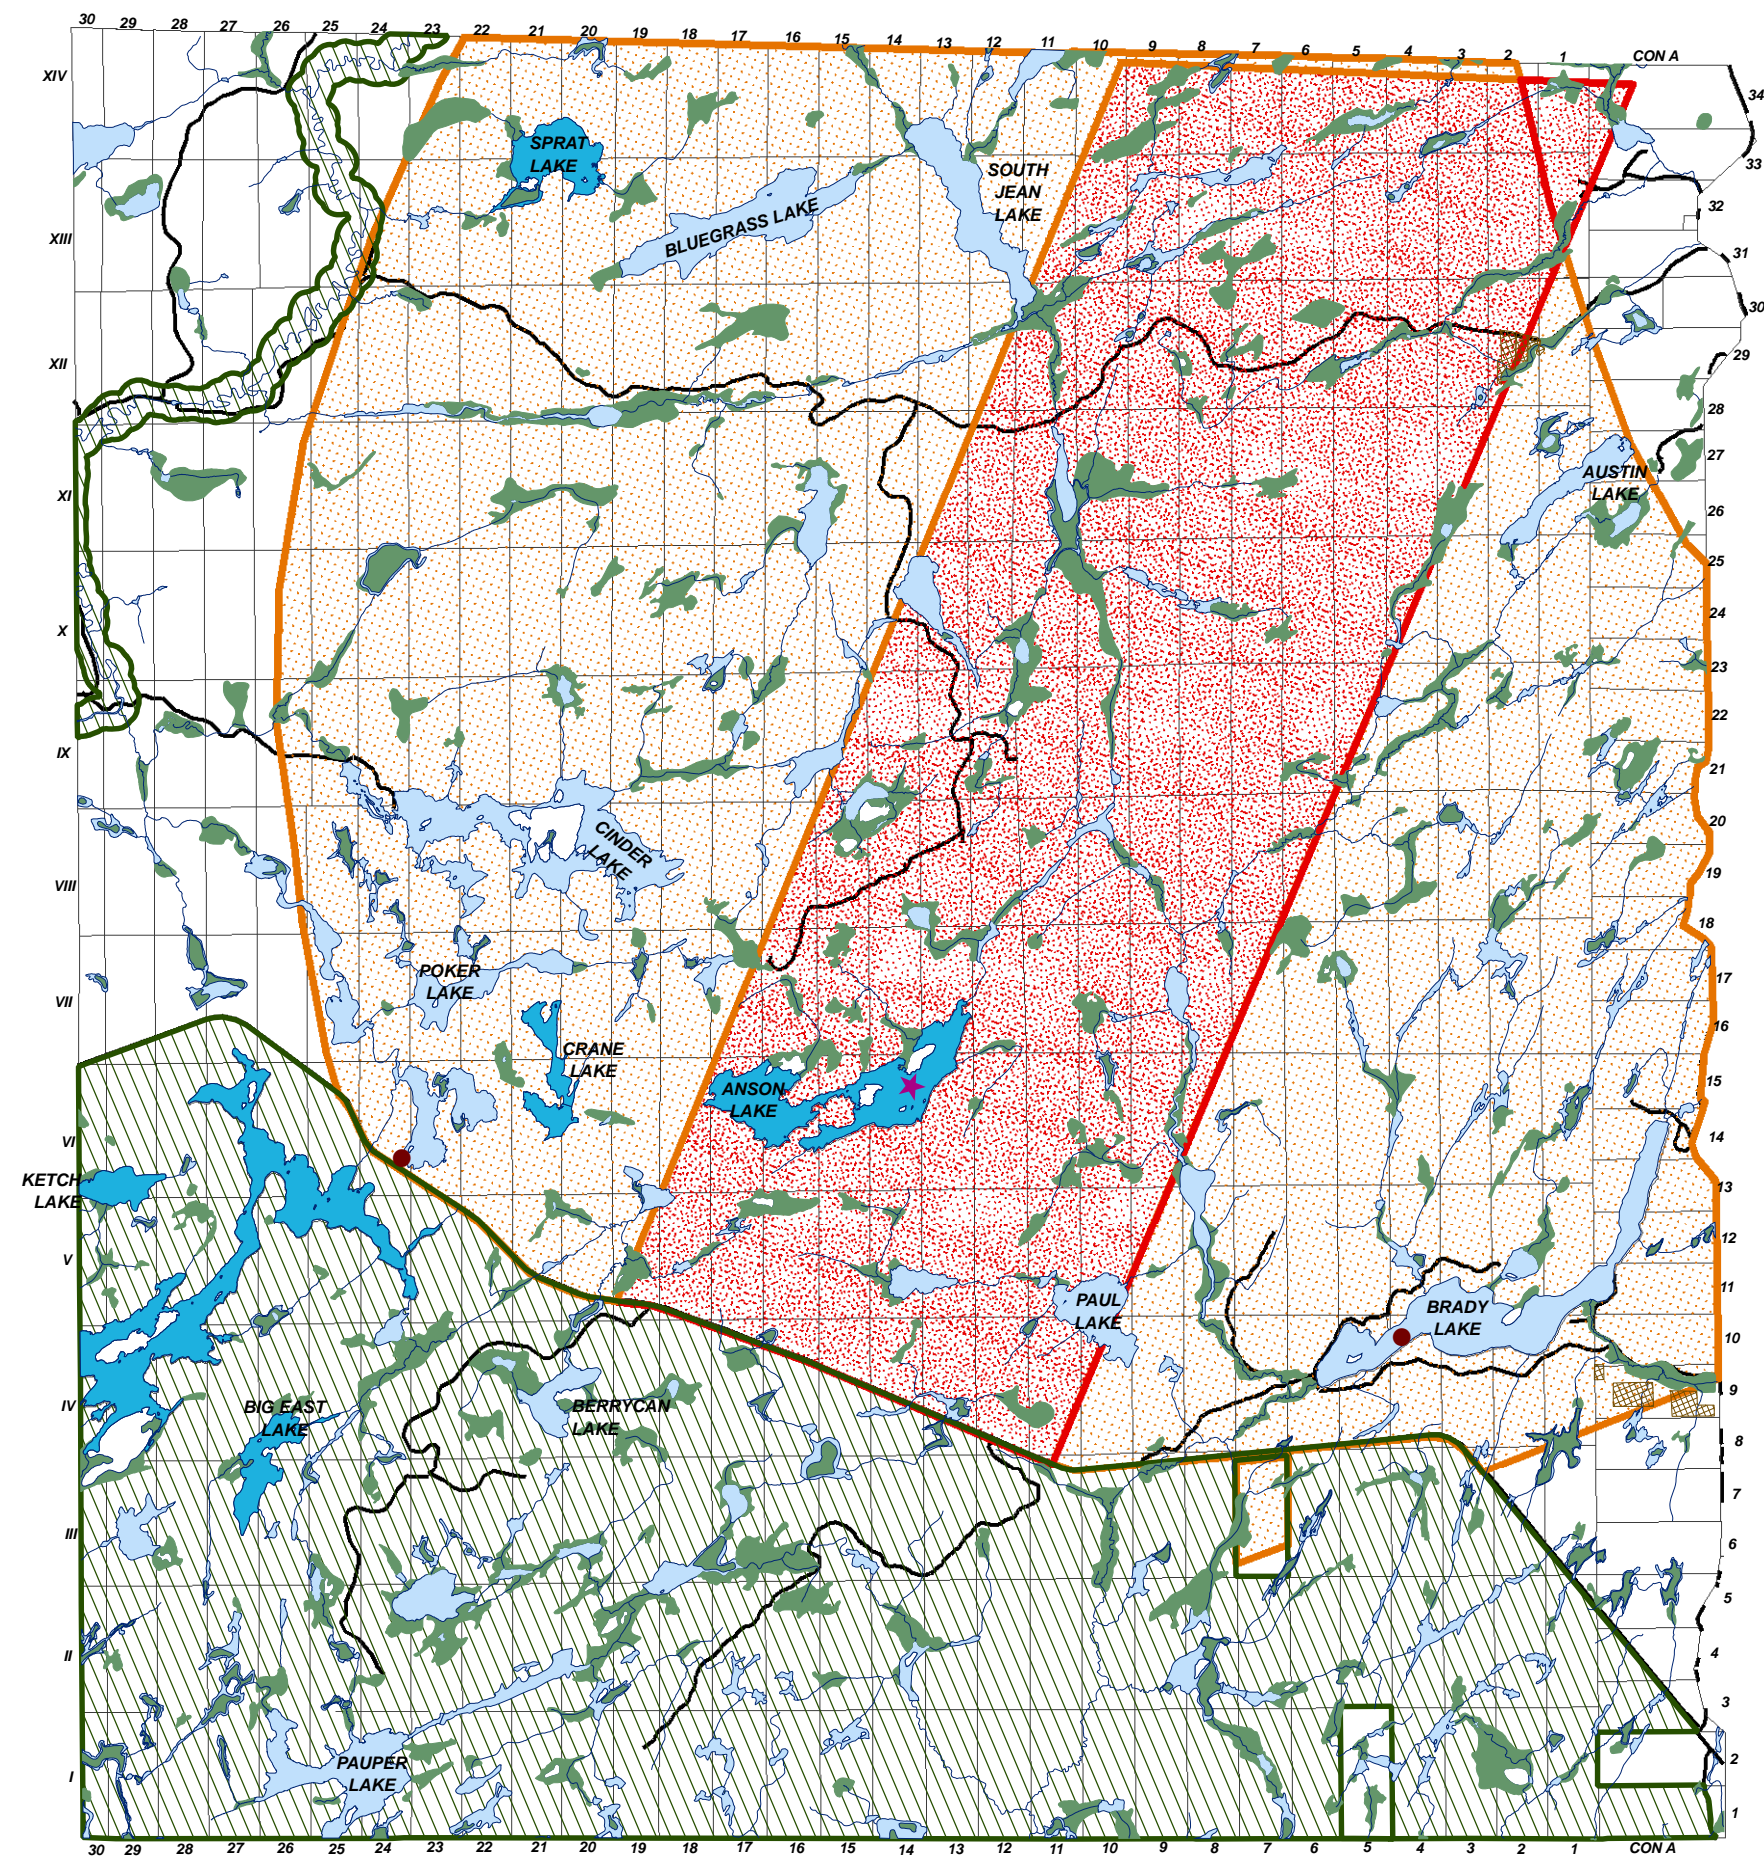 30 29 28 27 26 25 24 23 22 21 20 19 18 17 16 15 14 13 12 11 10 9 8 7 6 5 4 3 2 1 CON A
XIV
34
SPRAT
LAKE
33
SOUTH
JEAN
LAKE
32
BLUEGRASS LAKE
XIII
31
30
29
XII
28
27
AUSTIN
LAKE
XI
26
25
24
X
23
22
IX
21
20
CINDER
LAKE
19
VIII
18
POKER
LAKE
17
VII
16
CRANE
LAKE
15
ANSON
LAKE
14
VI
KETCH
LAKE
13
12
V
11
PAUL
LAKE
BRADY
LAKE
10
9
IV
BIG EAST
LAKE
BERRYCAN
LAKE
8
7
III
6
5
4
II
3
2
PAUPER
LAKE
I
1
30 29 28 27 26 25 24 23 22 21 20 19 18 17 16 15 14 13 12 11 10 9 8 7 6 5 4 3 2 1 CON A